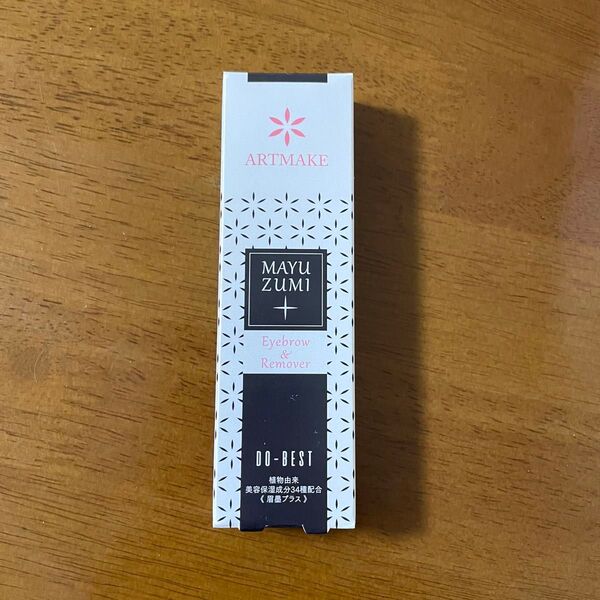 ARTMAKE
MAYU
ZUMI
Eyebrow
&
Remover
DO-BEST
植物由来
美容保湿成分34種配合
《眉墨プラス》